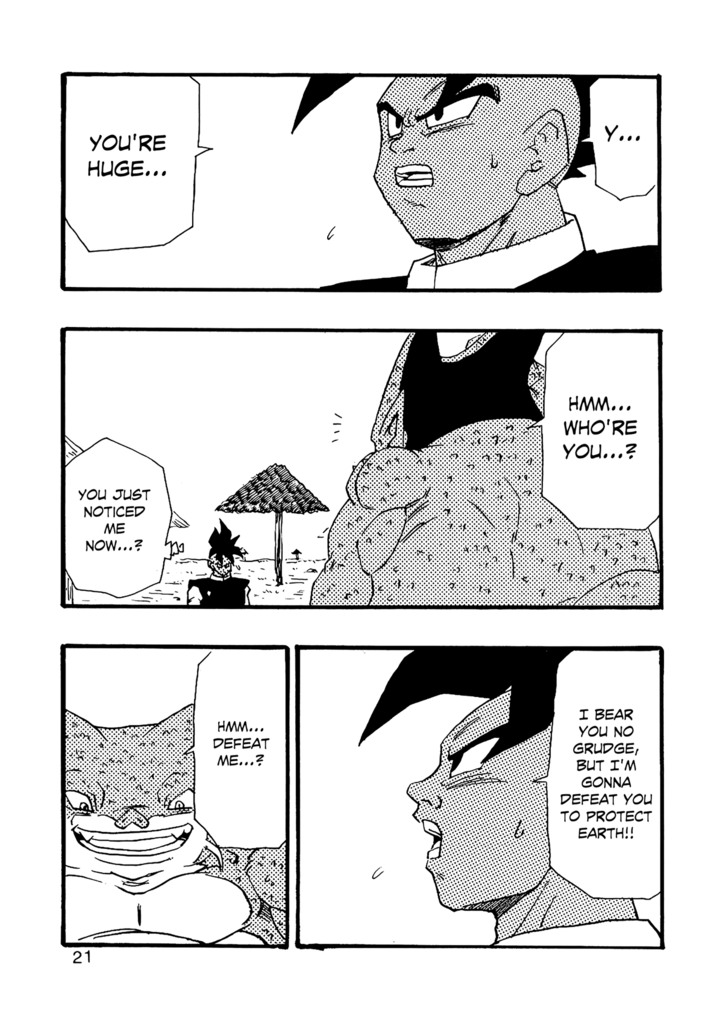 Y...
YOU'RE
HUGE...
HMM...
WHO'RE
YOU...?
YOU JUST
NOTICED
ME
NOW...?
I BEAR
YOU NO
GRUDGE,
BUT I'M
GONNA
DEFEAT YOU
TO PROTECT
EARTH!!
HMM...
DEFEAT
ME...?
21